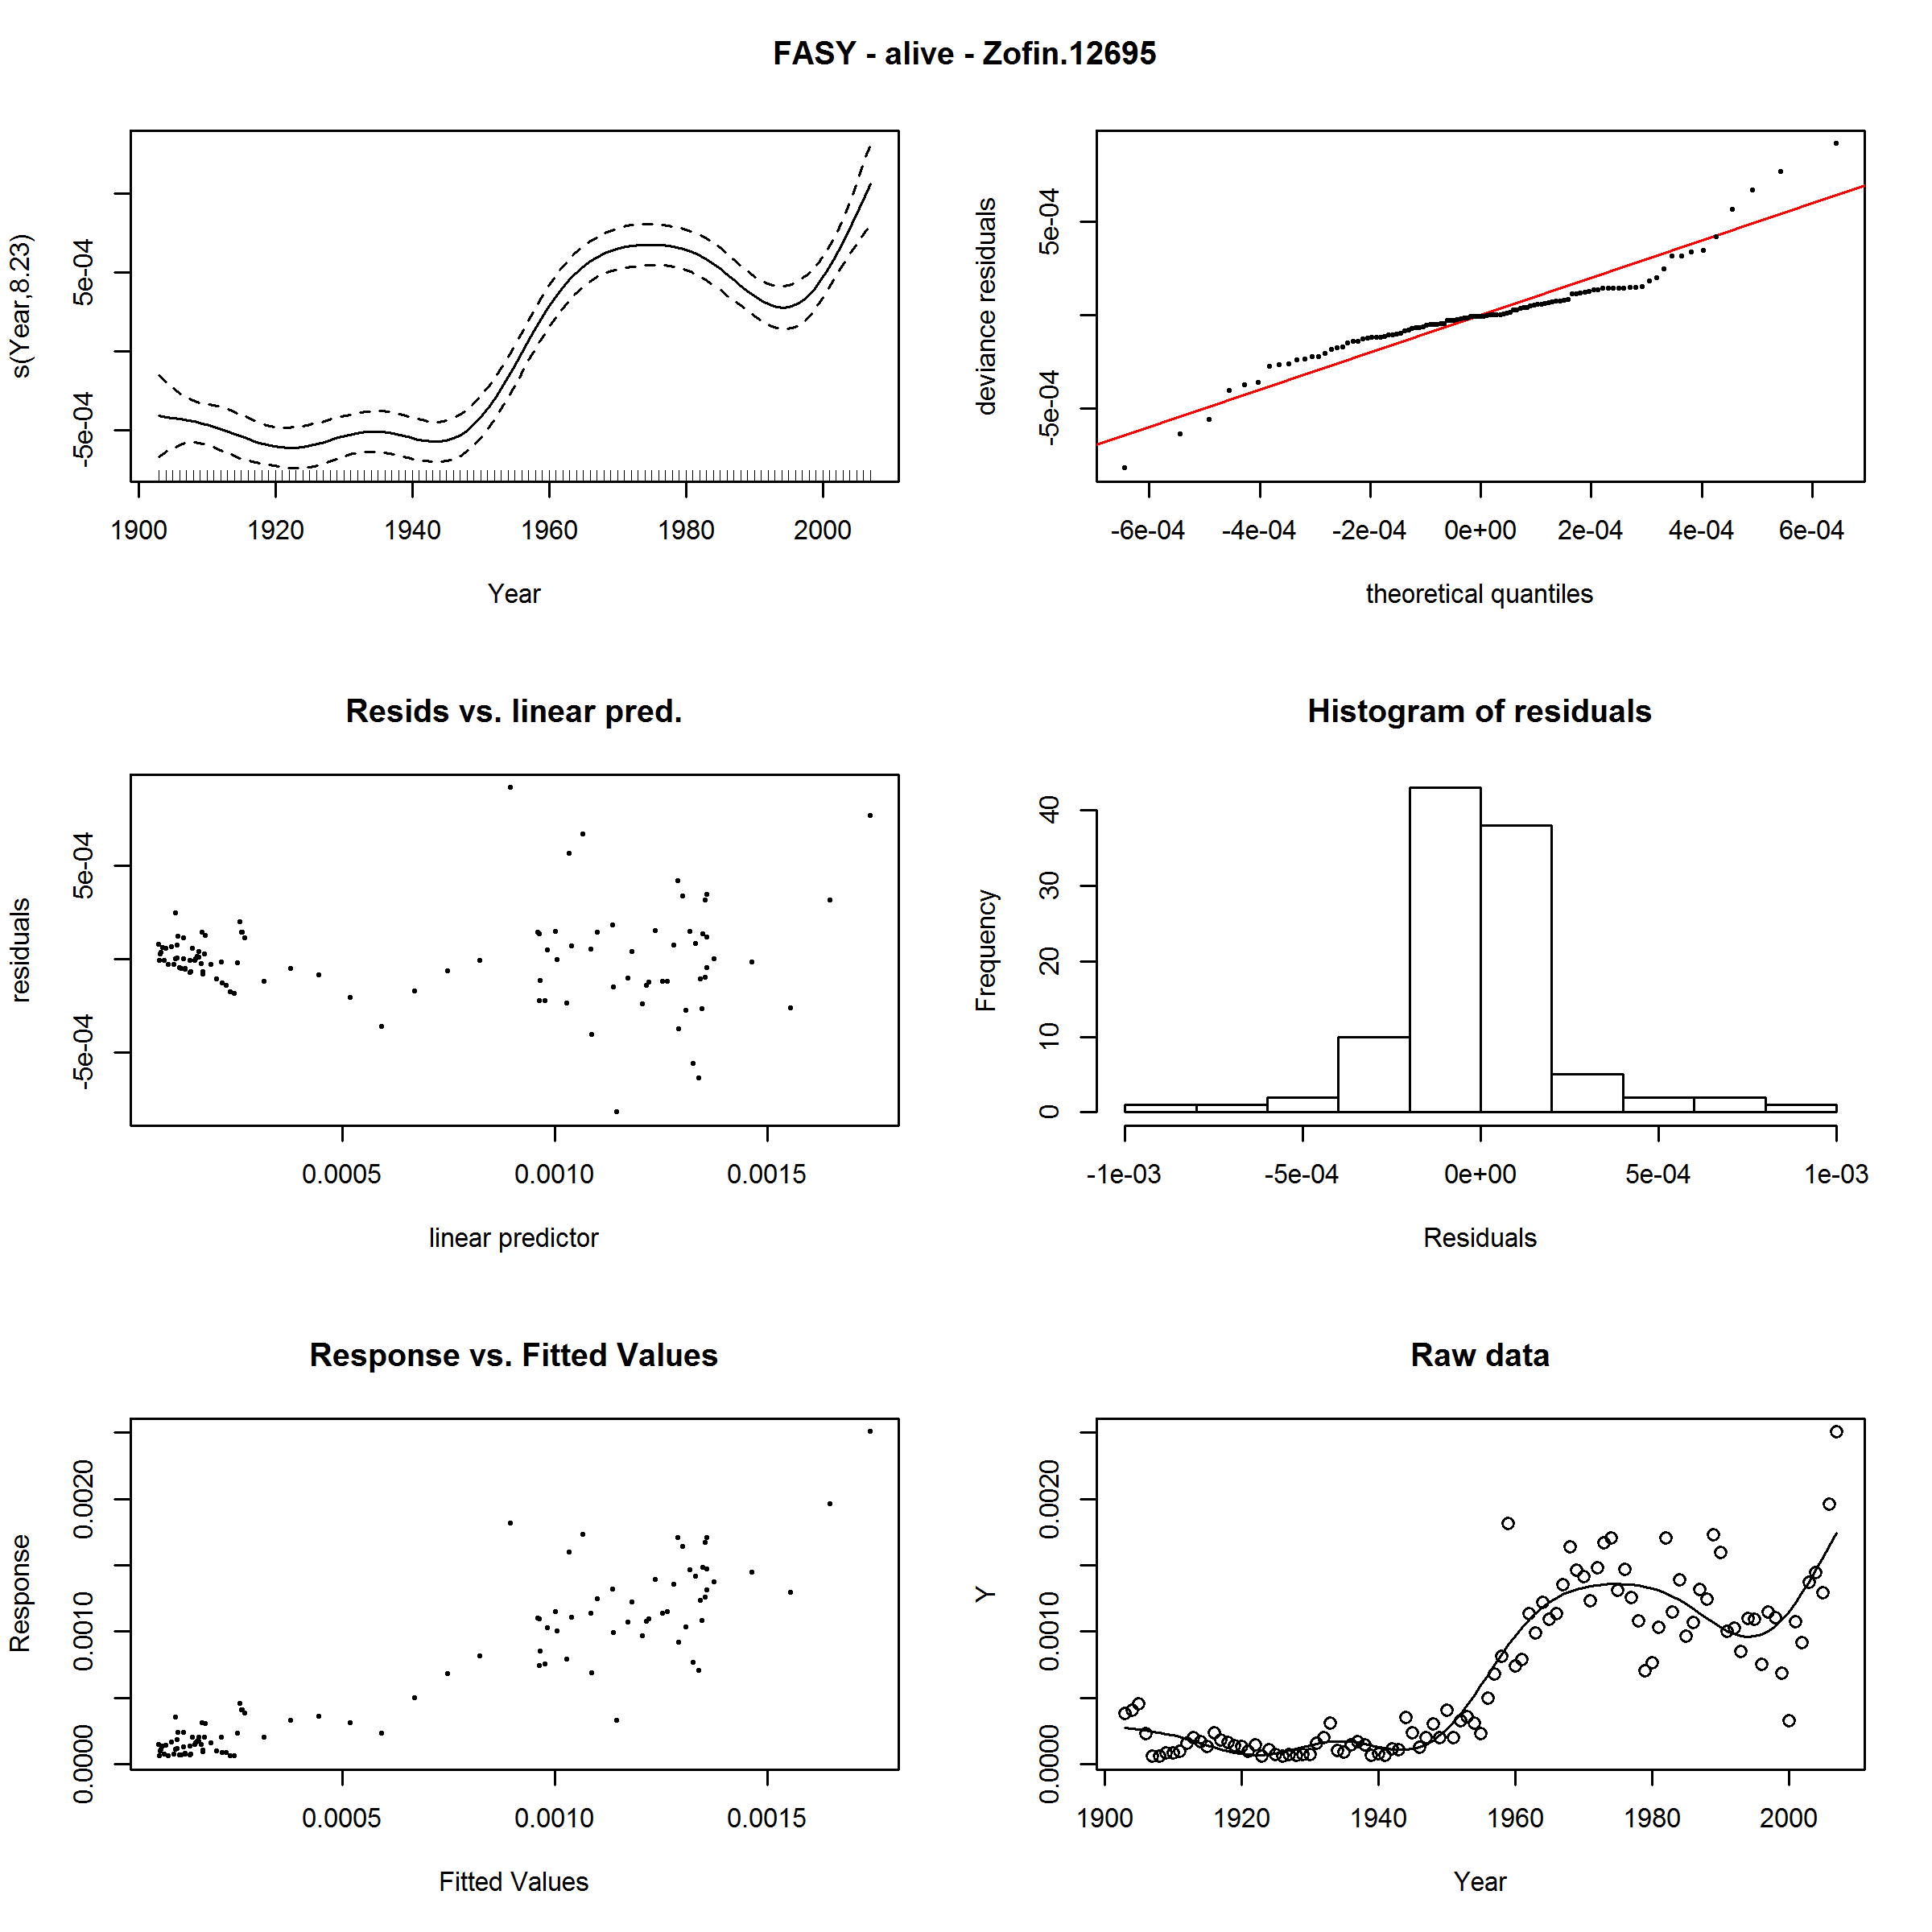 FASY - alive - Zofin.12695
s(Year,8.23)
-5e-04 5e-04
1900 1920 1940 1960 1980 2000
Year
deviance residuals
-5e-04 5e-04
-6e-04 -4e-04 -2e-04 0e+00 2e-04 4e-04 6e-04
theoretical quantiles
Resids vs. linear pred.
residuals
-5e-04 5e-04
0.0005 0.0010 0.0015
linear predictor
Histogram of residuals
Frequency
0 10 20 30 40
-1e-03 -5e-04 0e+00 5e-04 1e-03
Residuals
Response vs. Fitted Values
Response
0.0000 0.0010 0.0020
0.0005 0.0010 0.0015
Fitted Values
Raw data
Y
0.0000 0.0010 0.0020
1900 1920 1940 1960 1980 2000
Year